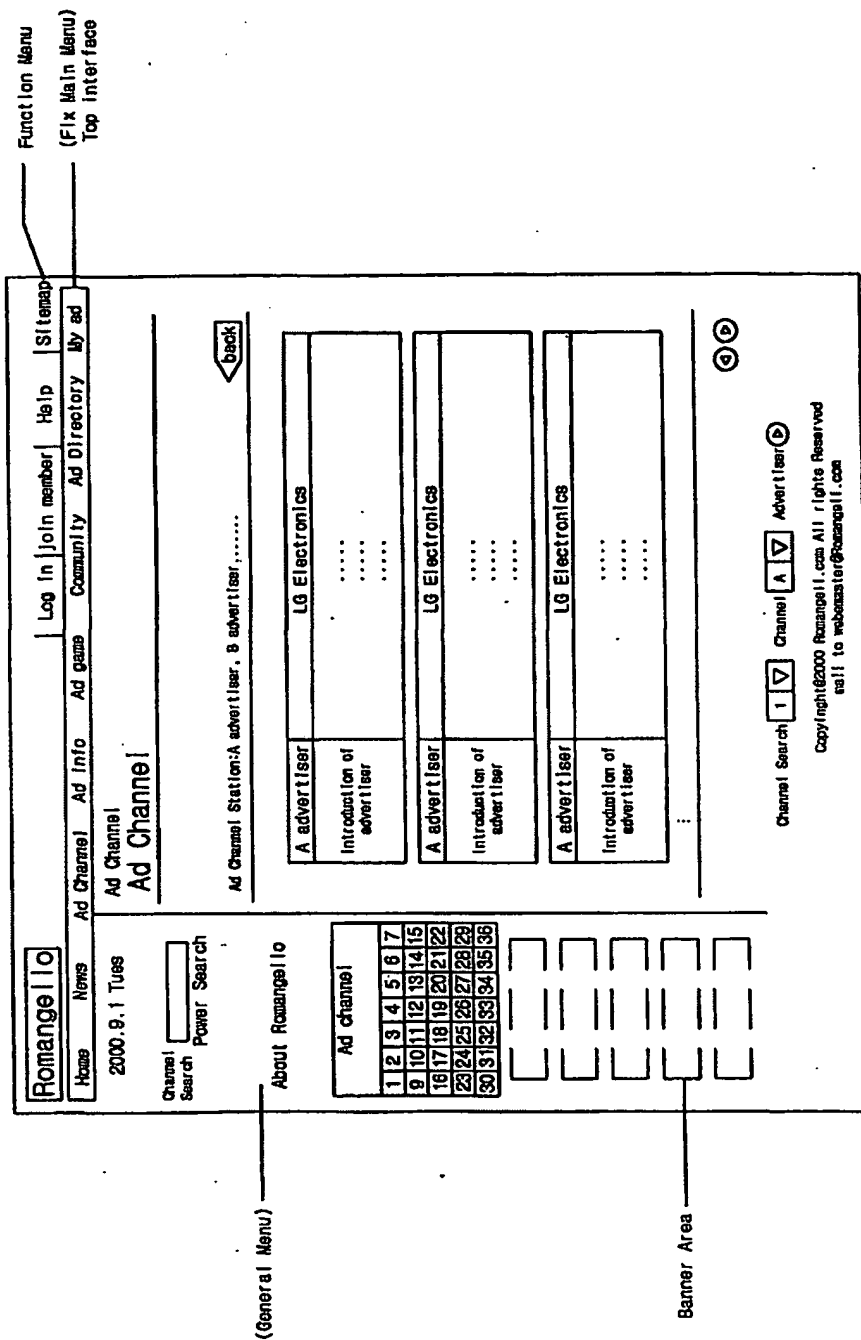 Function Menu
(Fix Main Menu)
Top interface
Romangello
Log in | join member | Help | Sitemap
Home News Ad Channel Ad info Ad game Community Ad Directory My ad
2000.9.1 Tues
Channel
Search
Power Search
About Romangello
(General Menu)
Ad channel
1 2 3 4 5 6 7
9 10 11 12 13 14 15
16 17 18 19 20 21 22
23 24 25 26 27 28 29
30 31 32 33 34 35 36
Banner Area
Ad Channel
Ad Channel
back
Ad Channel Station:A advertiser, B advertiser,......
A advertiser LG Electronics
Introduction of
advertiser
.....
.....
.....
A advertiser LG Electronics
Introduction of
advertiser
.....
.....
.....
A advertiser LG Electronics
Introduction of
advertiser
.....
.....
.....
Channel Search 1 Channel A Advertiser
Copyinght@2000 Romangell.com All rights Reserved
mail to webemaster@Romangell.com